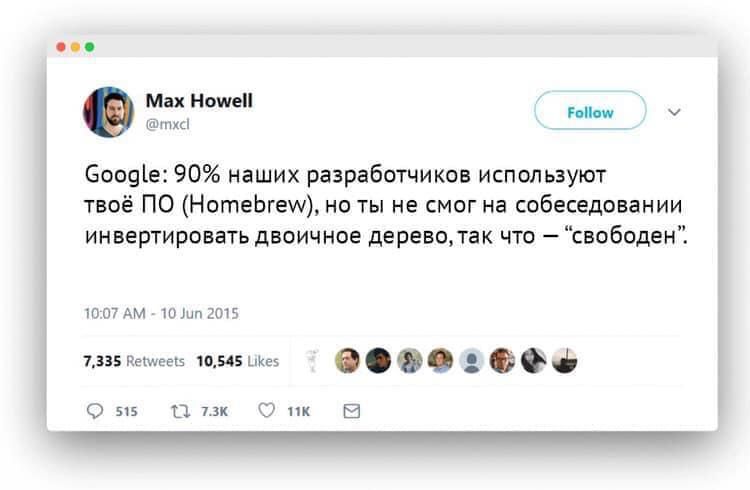 Max Howell
@mxcl
Follow
Google: 90% наших разработчиков используют
твоё ПО (Homebrew), но ты не смог на собеседовании
инвертировать двоичное дерево, так что — “свободен”.
10:07 AM - 10 Jun 2015
7,335 Retweets 10,545 Likes
515 7.3K 11K